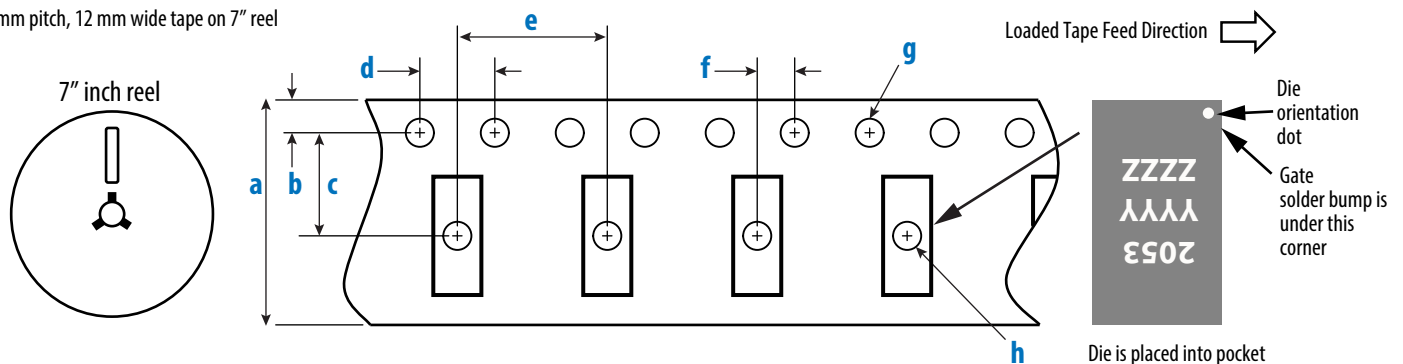 mm pitch, 12 mm wide tape on 7” reel
Loaded Tape Feed Direction
7” inch reel
a
b
c
d
e
f
g
h
Die
orientation
dot
Gate
solder bump is
under this
corner
2053
YYYY
ZZZZ
Die is placed into pocket